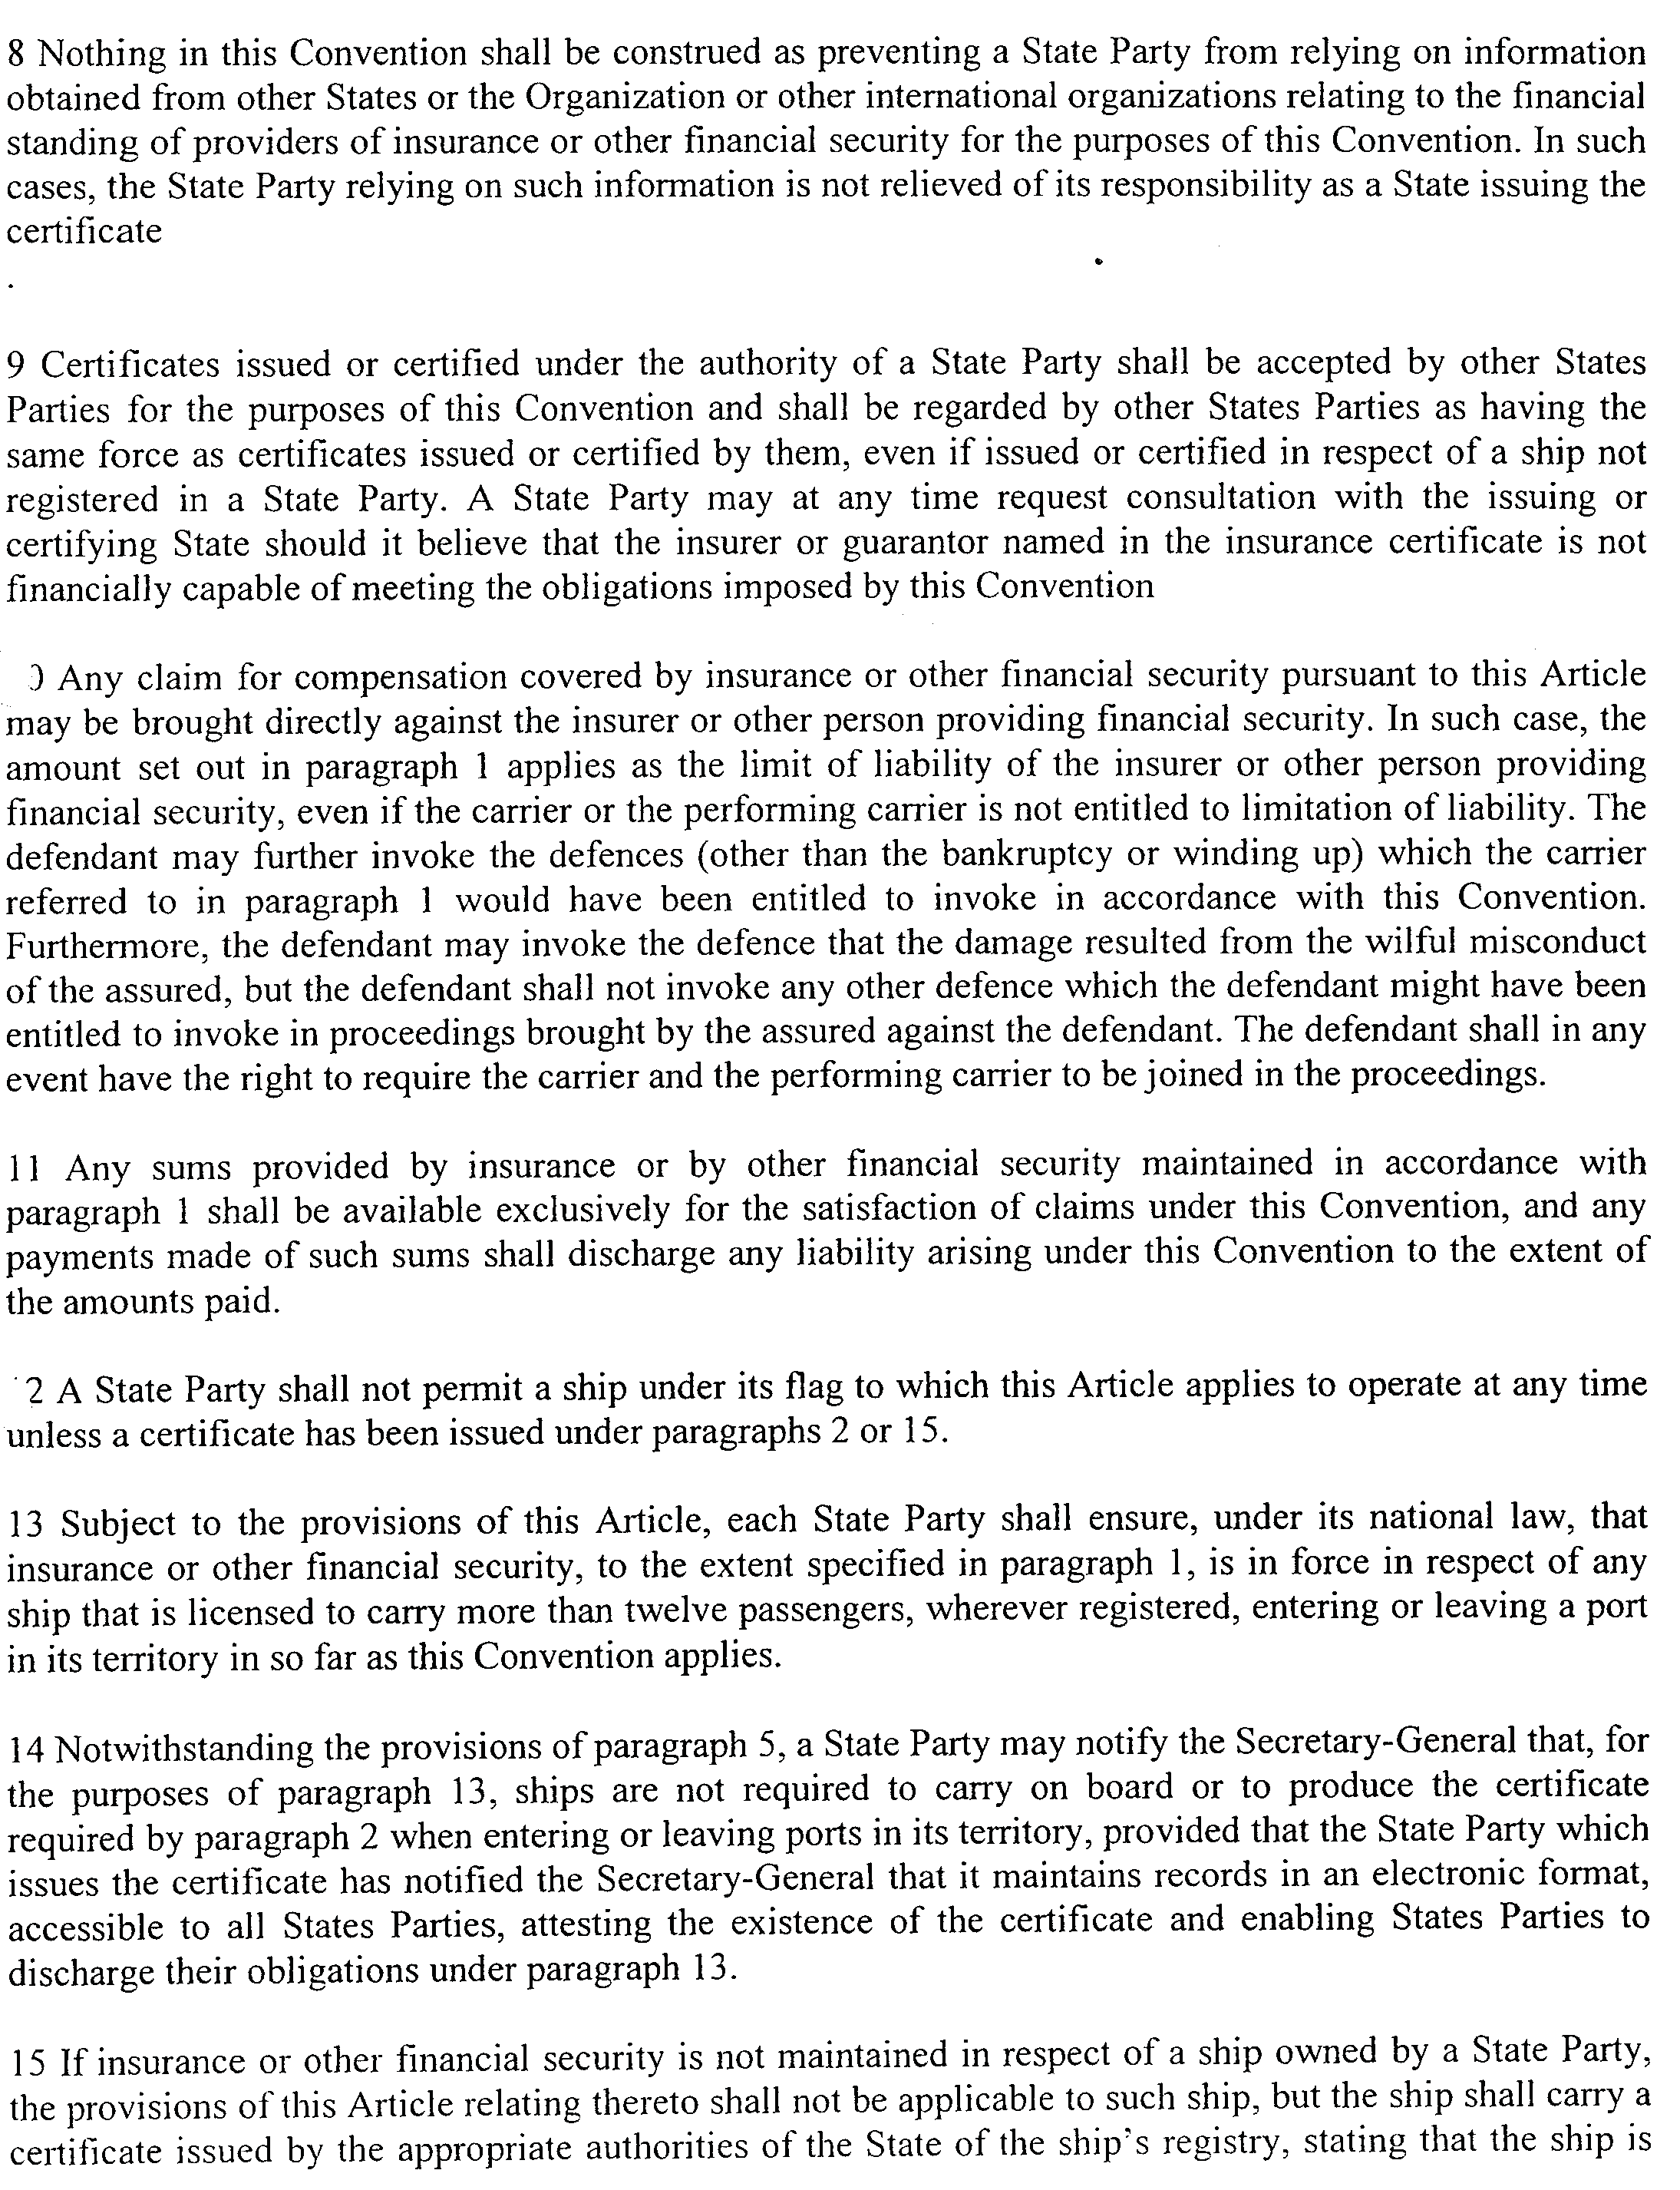 8 Nothing in this Convention shall be construed as preventing a State Party from relying on information
obtained from other States or the Organization or other international organizations relating to the financial
standing of providers of insurance or other financial security for the purposes of this Convention. In such
cases, the State Party relying on such information is not relieved of its responsibility as a State issuing the
certificate
.
9 Certificates issued or certified under the authority of a State Party shall be accepted by other States
Parties for the purposes of this Convention and shall be regarded by other States Parties as having the
same force as certificates issued or certified by them, even if issued or certified in respect of a ship not
registered in a State Party. A State Party may at any time request consultation with the issuing or
certifying State should it believe that the insurer or guarantor named in the insurance certificate is not
financially capable of meeting the obligations imposed by this Convention
Any claim for compensation covered by insurance or other financial security pursuant to this Article
may be brought directly against the insurer or other person providing financial security. In such case, the
amount set out in paragraph 1 applies as the limit of liability of the insurer or other person providing
financial security, even if the carrier or the performing carrier is not entitled to limitation of liability. The
defendant may further invoke the defences (other than the bankruptcy or winding up) which the carrier
referred to in paragraph 1 would have been entitled to invoke in accordance with this Convention.
Furthermore, the defendant may invoke the defence that the damage resulted from the wilful misconduct
of the assured, but the defendant shall not invoke any other defence which the defendant might have been
entitled to invoke in proceedings brought by the assured against the defendant. The defendant shall in any
event have the right to require the carrier and the performing carrier to be joined in the proceedings.
11 Any sums provided by insurance or by other financial security maintained in accordance with
paragraph 1 shall be available exclusively for the satisfaction of claims under this Convention, and any
payments made of such sums shall discharge any liability arising under this Convention to the extent of
the amounts paid.
2 A State Party shall not permit a ship under its flag to which this Article applies to operate at any time
unless a certificate has been issued under paragraphs 2 or 15.
13 Subject to the provisions of this Article, each State Party shall ensure, under its national law, that
insurance or other financial security, to the extent specified in paragraph 1, is in force in respect of any
ship that is licensed to carry more than twelve passengers, wherever registered, entering or leaving a port
in its territory in so far as this Convention applies.
14 Notwithstanding the provisions of paragraph 5, a State Party may notify the Secretary-General that, for
the purposes of paragraph 13, ships are not required to carry on board or to produce the certificate
required by paragraph 2 when entering or leaving ports in its territory, provided that the State Party which
issues the certificate has notified the Secretary-General that it maintains records in an electronic format,
accessible to all States Parties, attesting the existence of the certificate and enabling States Parties to
discharge their obligations under paragraph 13.
15 If insurance or other financial security is not maintained in respect of a ship owned by a State Party,
the provisions of this Article relating thereto shall not be applicable to such ship, but the ship shall carry a
certificate issued by the appropriate authorities of the State of the ship's registry, stating that the ship is